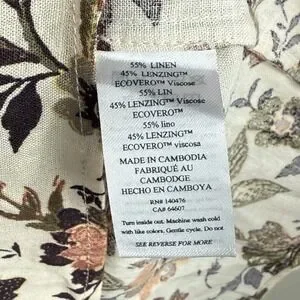 55% LINEN
45% LENZING™
ECOVERO™ Viscose
55% LIN
45% LENZING™ Viscose
ECOVERO™
55% lino
45% LENZING™
ECOVERO™ viscosa
MADE IN CAMBODIA
FABRIQUÉ AU
CAMBODGE
HECHO EN CAMBOYA
RN# 140476
CA# 64607
Turn inside out. Machine wash cold
with like colors. Gentle cycle. Do not
SEE REVERSE FOR MORE